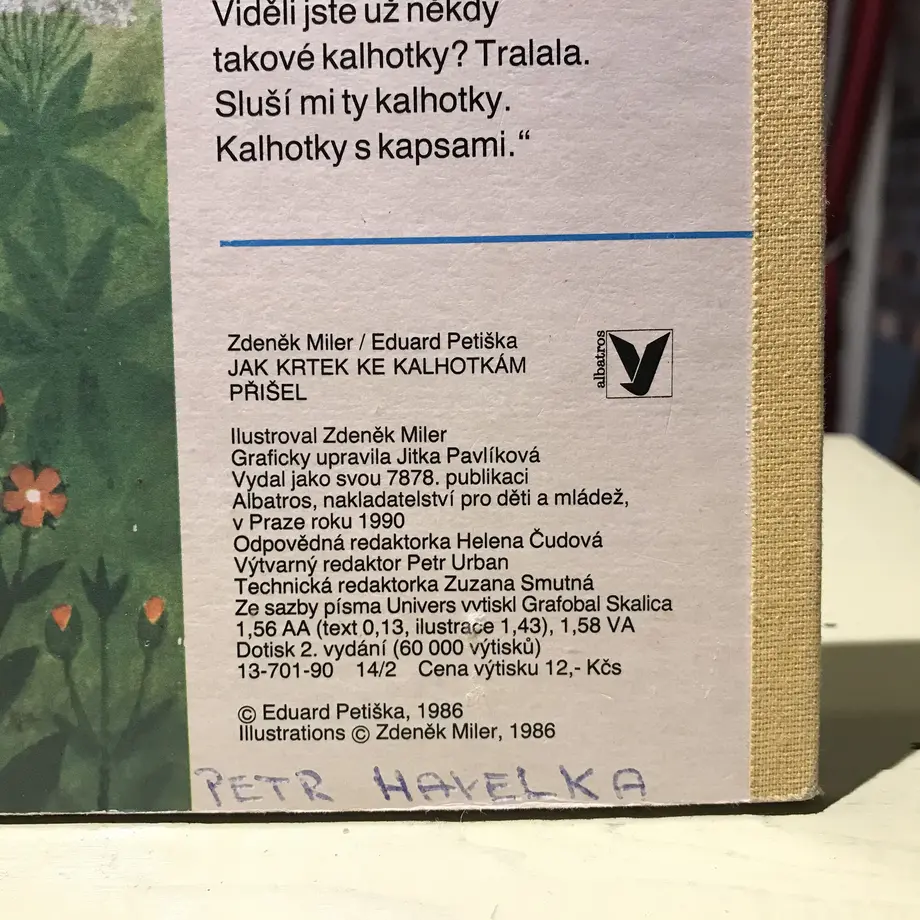 Viděli jste už někdy
takové kalhotky? Tralala.
Sluší mi ty kalhotky.
Kalhotky s kapsami.“
Zdeněk Miler / Eduard Petiška
JAK KRTEK KE KALHOTKÁM
PŘIŠEL
albatros
Ilustroval Zdeněk Miler
Graficky upravila Jitka Pavlíková
Vydal jako svou 7878. publikaci
Albatros, nakladatelství pro děti a mládež,
v Praze roku 1990
Odpovědná redaktorka Helena Čudová
Výtvarný redaktor Petr Urban
Technická redaktorka Zuzana Smutná
Ze sazby písma Univers vytiskl Grafobal Skalica
1,56 AA (text 0,13, ilustrace 1,43), 1,58 VA
Dotisk 2. vydání (60 000 výtisků)
13-701-90 14/2 Cena výtisku 12,- Kčs
© Eduard Petiška, 1986
Illustrations © Zdeněk Miler, 1986
PETR HAVELKA